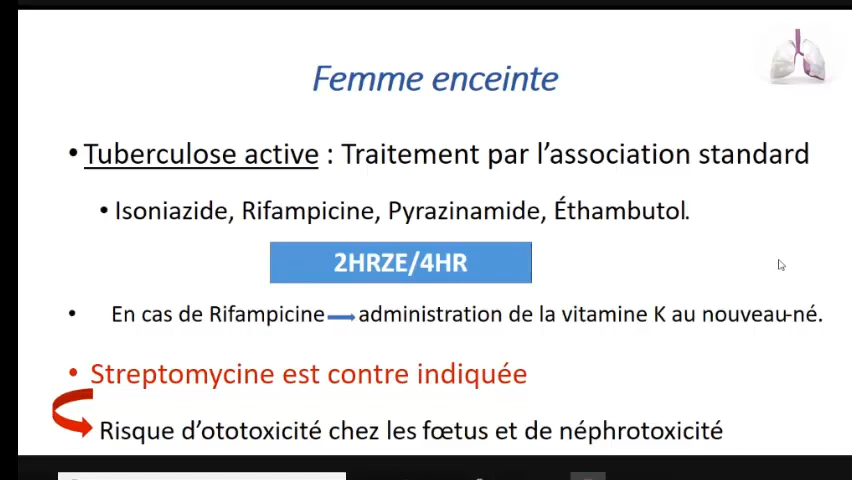 Femme enceinte
• Tuberculose active : Traitement par l'association standard
• Isoniazide, Rifampicine, Pyrazinamide, Éthambutol.
2HRZE/4HR
• En cas de Rifampicine administration de la vitamine K au nouveau-né.
• Streptomycine est contre indiquée
Risque d'ototoxicité chez les fœtus et de néphrotoxicité